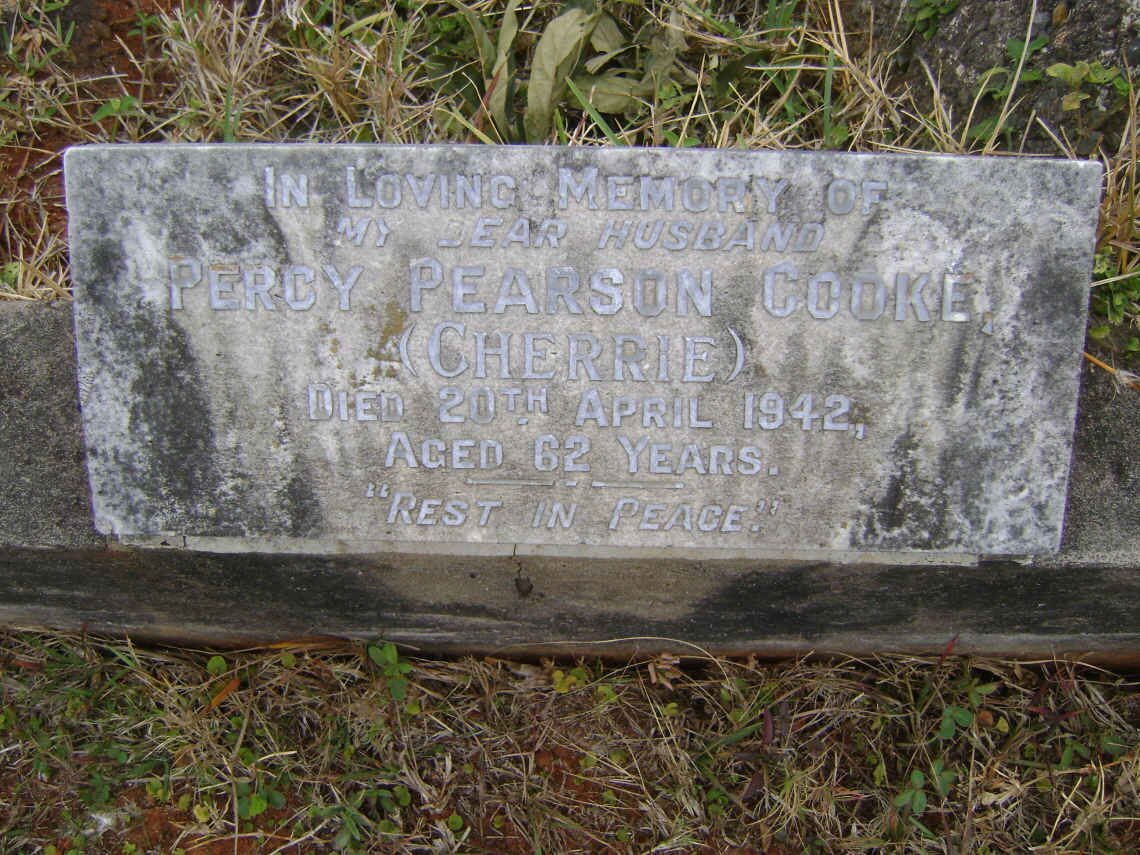 In Loving Memory of
my dear husband
Percy Pearson Cooke,
(Cherrie)
Died 20th April 1942,
Aged 62 Years.
"Rest in Peace."